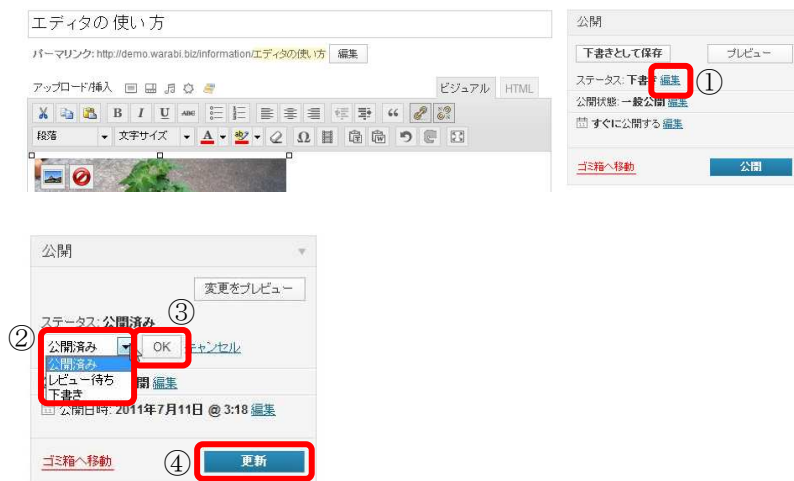 エディタの使い方
パーマリンク: http://demo.warabi.biz/information/エディタの使い方 編集
アップロード/挿入
ビジュアル HTML
B I U ABC
段落 文字サイズ A ab Ω
公開
下書きとして保存 プレビュー
ステータス: 下書き 編集 ①
公開状態: 一般公開 編集
すぐに公開する 編集
ゴミ箱へ移動 公開
公開
変更をプレビュー
ステータス: 公開済み ③
② 公開済み OK キャンセル
公開済み
レビュー待ち 開 編集
下書き
公開日時: 2011年7月11日 @ 3:18 編集
ゴミ箱へ移動 ④ 更新